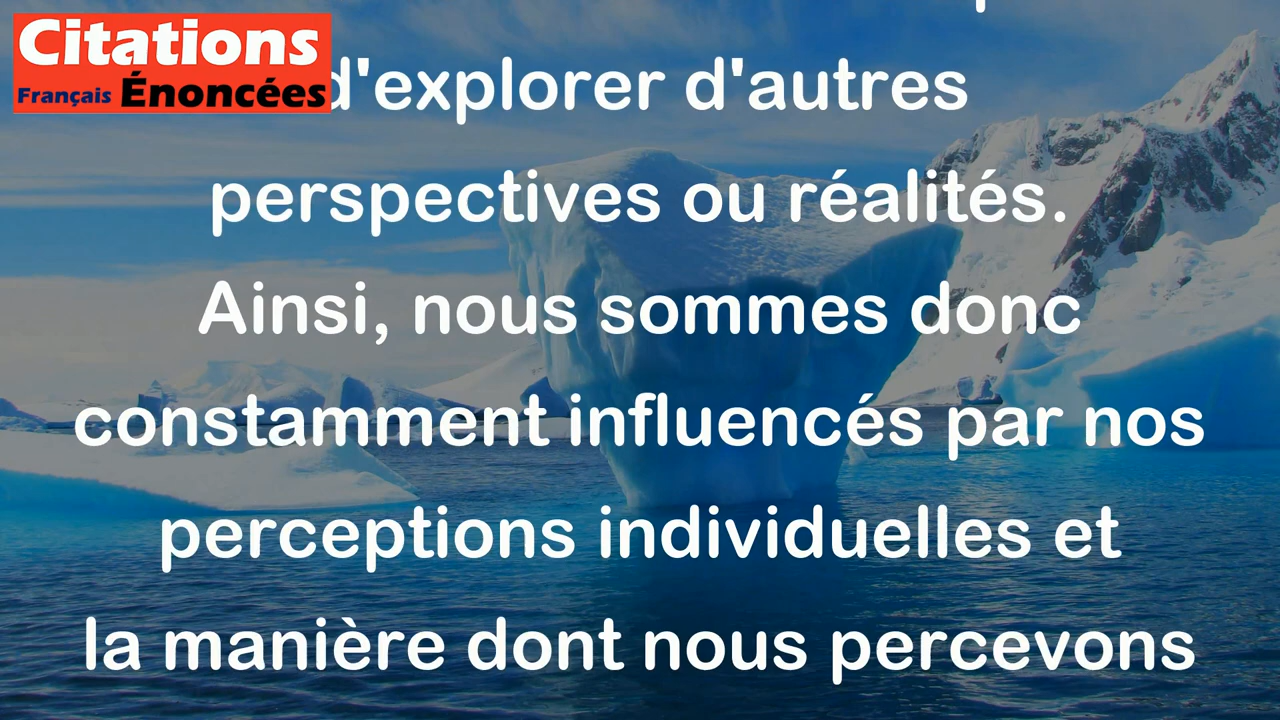 Citations
Français Énoncées
d'explorer d'autres
perspectives ou réalités.
Ainsi, nous sommes donc
constamment influencés par nos
perceptions individuelles et
la manière dont nous percevons